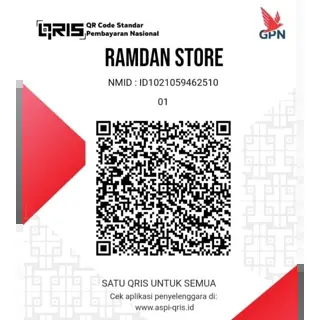 QRIS QR Code Standar
Pembayaran Nasional
GPN
RAMDAN STORE
NMID : ID1021059462510
01
SATU QRIS UNTUK SEMUA
Cek aplikasi penyelenggara di:
www.aspi-qris.id